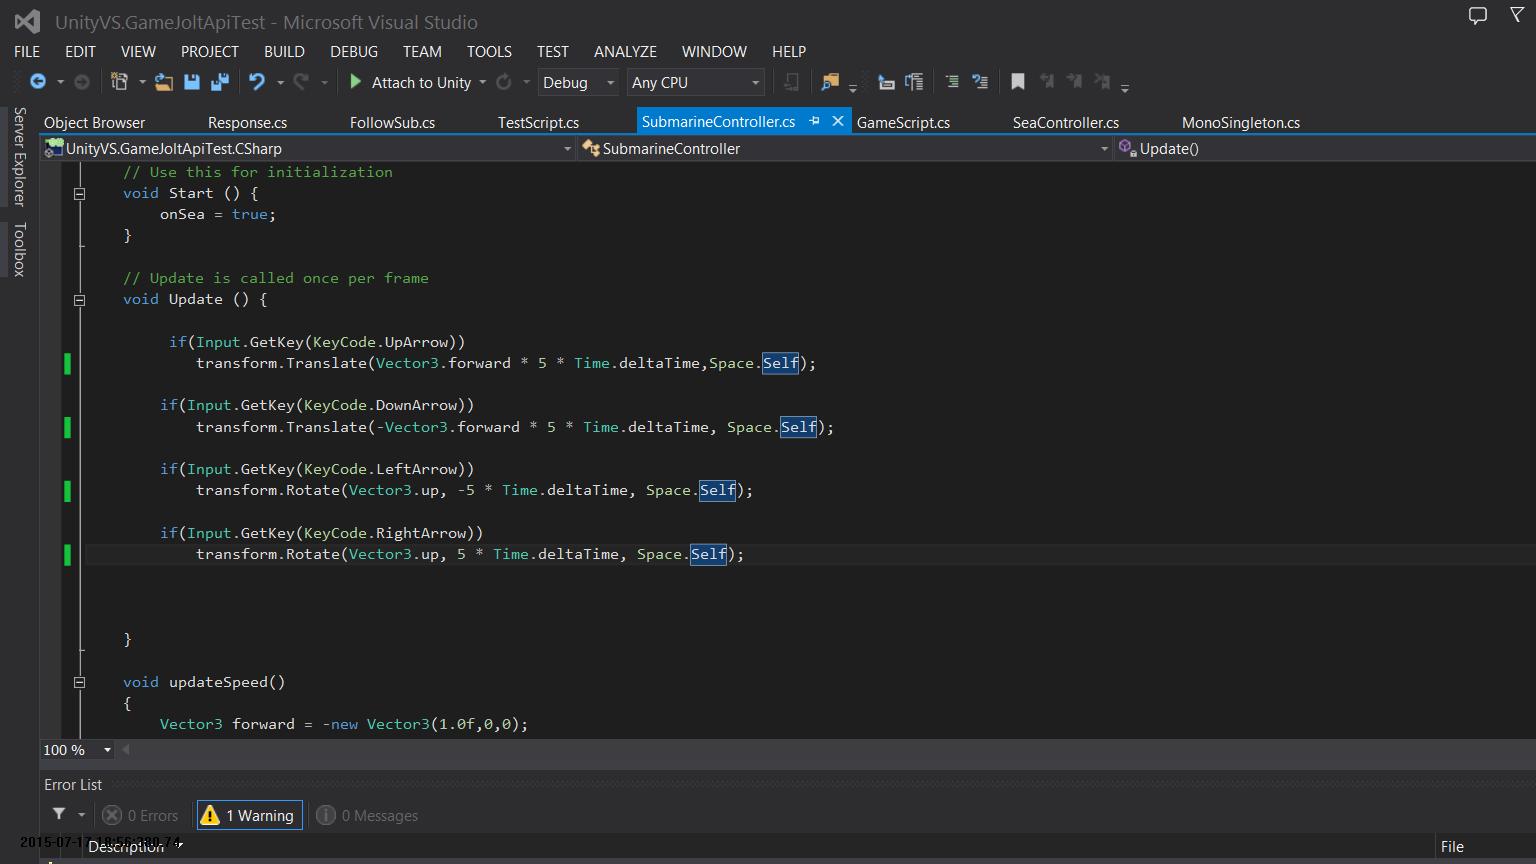 UnityVS.GameJoltApiTest - Microsoft Visual Studio
FILE EDIT VIEW PROJECT BUILD DEBUG TEAM TOOLS TEST ANALYZE WINDOW HELP
Attach to Unity Debug Any CPU
Server Explorer
Toolbox
Object Browser Response.cs FollowSub.cs TestScript.cs SubmarineController.cs GameScript.cs SeaController.cs MonoSingleton.cs
UnityVS.GameJoltApiTest.CSharp SubmarineController Update()
// Use this for initialization
void Start () {
onSea = true;
}
// Update is called once per frame
void Update () {
if(Input.GetKey(KeyCode.UpArrow))
transform.Translate(Vector3.forward * 5 * Time.deltaTime,Space.Self);
if(Input.GetKey(KeyCode.DownArrow))
transform.Translate(-Vector3.forward * 5 * Time.deltaTime, Space.Self);
if(Input.GetKey(KeyCode.LeftArrow))
transform.Rotate(Vector3.up, -5 * Time.deltaTime, Space.Self);
if(Input.GetKey(KeyCode.RightArrow))
transform.Rotate(Vector3.up, 5 * Time.deltaTime, Space.Self);
}
void updateSpeed()
{
Vector3 forward = -new Vector3(1.0f,0,0);
100 %
Error List
0 Errors 1 Warning 0 Messages
Description File